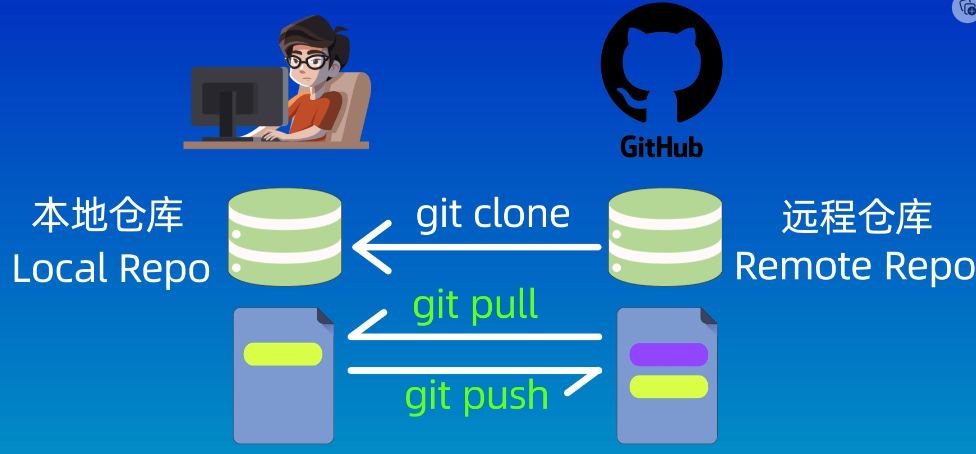 GitHub
本地仓库
Local Repo
git clone
远程仓库
Remote Repo
git pull
git push